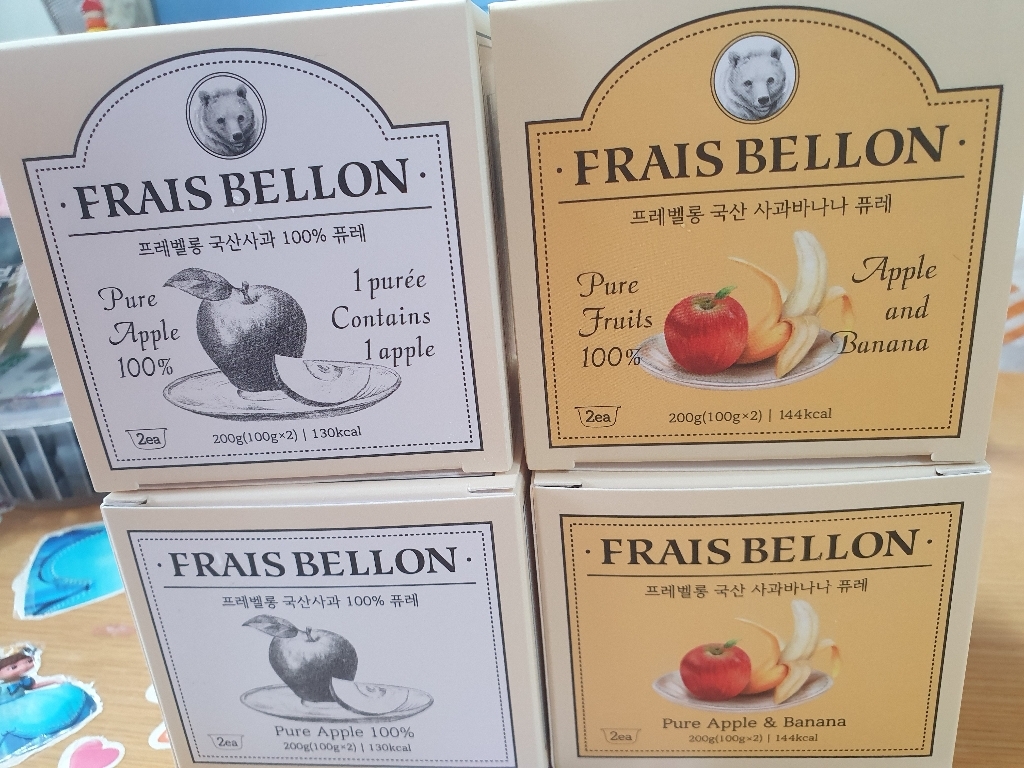 FRAIS BELLON
프레벨롱 국산사과 100% 퓨레
Pure
Apple
100%
1 purée
Contains
1 apple
2ea
200g(100g×2) | 130kcal
FRAIS BELLON
프레벨롱 국산 사과바나나 퓨레
Pure
Fruits
100%
Apple
and
Banana
2ea
200g(100g×2) | 144kcal
FRAIS BELLON
프레벨롱 국산사과 100% 퓨레
Pure Apple 100%
2ea
200g(100g×2) | 130kcal
FRAIS BELLON
프레벨롱 국산 사과바나나 퓨레
Pure Apple & Banana
2ea
200g(100g×2) | 144kcal